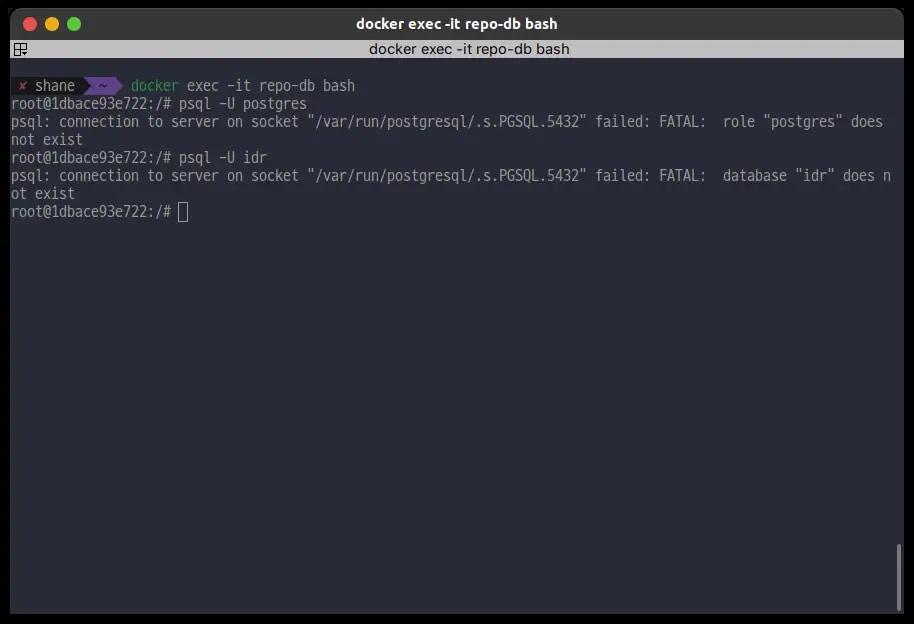 docker exec -it repo-db bash
docker exec -it repo-db bash
✘ shane ~ docker exec -it repo-db bash
root@1dbace93e722:/# psql -U postgres
psql: connection to server on socket "/var/run/postgresql/.s.PGSQL.5432" failed: FATAL:  role "postgres" does
not exist
root@1dbace93e722:/# psql -U idr
psql: connection to server on socket "/var/run/postgresql/.s.PGSQL.5432" failed: FATAL:  database "idr" does n
ot exist
root@1dbace93e722:/#